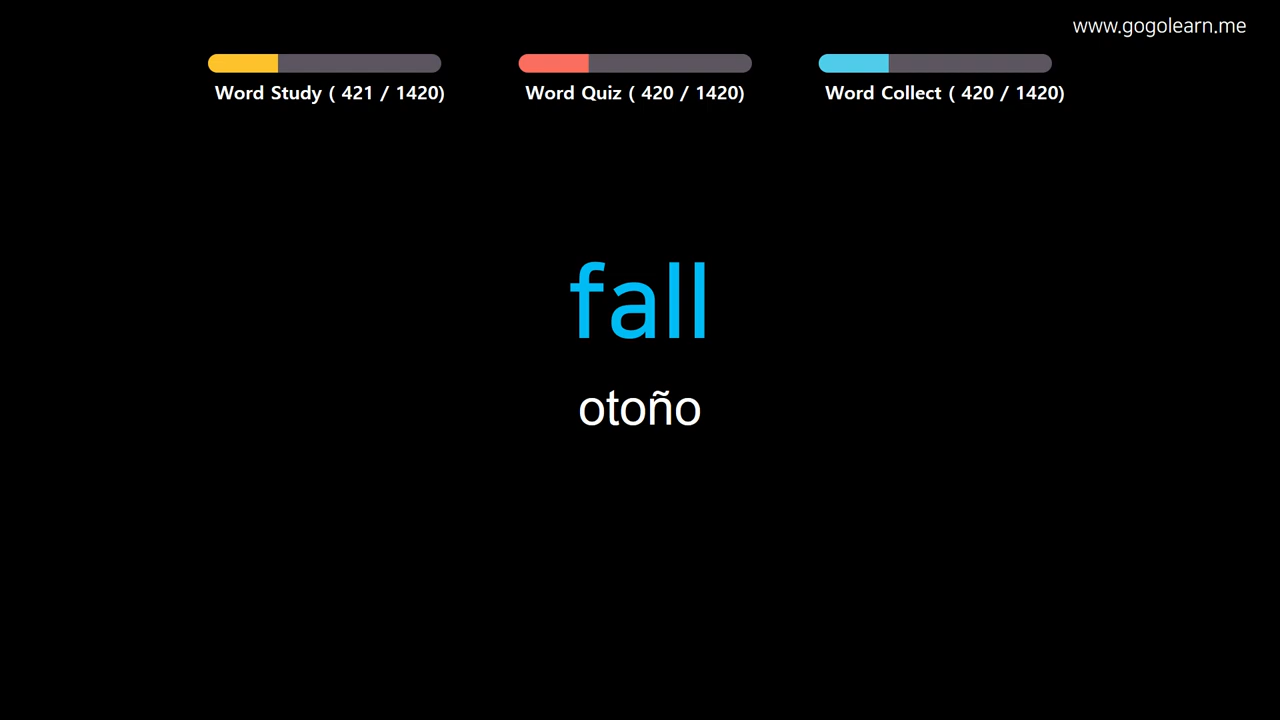 www.gogolearn.me
Word Study ( 421 / 1420)
Word Quiz ( 420 / 1420)
Word Collect ( 420 / 1420)
fall
otoño